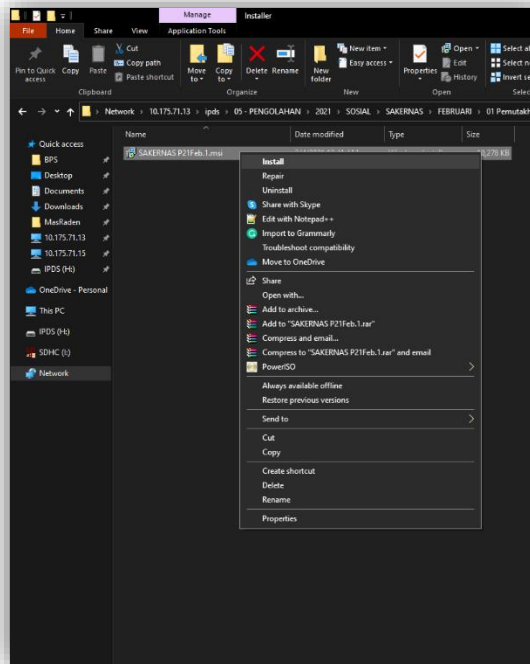 Manage
Installer
File
Home
Share
View
Application Tools
Pin to Quick access
Copy
Paste
Cut
Copy path
Paste shortcut
Move to
Copy to
Delete
Rename
New folder
New item
Easy access
Properties
Open
Edit
History
Select al
Select n
Insert se
Clipboard
Organize
New
Open
Selec
Network > 10.175.71.13 > ipds > 05 - PENGOLAHAN > 2021 > SOSIAL > SAKERNAS > FEBRUARI > 01 Pemutakh
Name
Date modified
Type
Size
Quick access
BPS
Desktop
Documents
Downloads
MasRaden
10.175.71.13
10.175.71.15
IPDS (H:)
OneDrive - Personal
This PC
IPDS (H:)
SDHC (I:)
Network
SAKERNAS P21Feb.1.msi
Install
Repair
Uninstall
Share with Skype
Edit with Notepad++
Import to Grammarly
Troubleshoot compatibility
Move to OneDrive
Share
Open with...
Add to archive...
Add to "SAKERNAS P21Feb.1.rar"
Compress and email...
Compress to "SAKERNAS P21Feb.1.rar" and email
PowerISO
Always available offline
Restore previous versions
Send to
Cut
Copy
Create shortcut
Delete
Rename
Properties